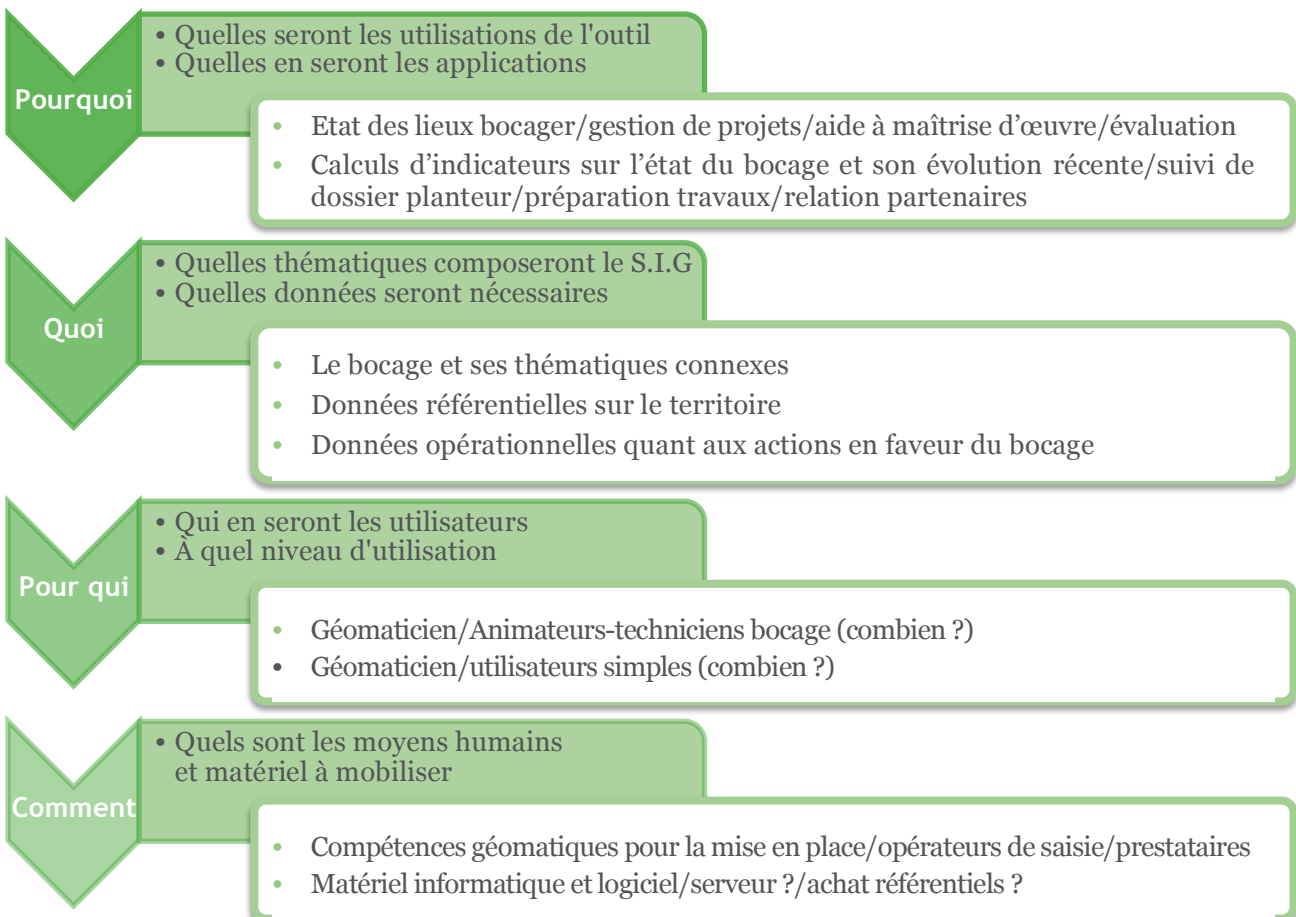 Pourquoi
• Quelles seront les utilisations de l'outil
• Quelles en seront les applications
• Etat des lieux bocager/gestion de projets/aide à maîtrise d’œuvre/évaluation
• Calculs d’indicateurs sur l’état du bocage et son évolution récente/suivi de
dossier planteur/préparation travaux/relation partenaires
Quoi
• Quelles thématiques composeront le S.I.G
• Quelles données seront nécessaires
• Le bocage et ses thématiques connexes
• Données référentielles sur le territoire
• Données opérationnelles quant aux actions en faveur du bocage
Pour qui
• Qui en seront les utilisateurs
• À quel niveau d'utilisation
• Géomaticien/Animateurs-techniciens bocage (combien ?)
• Géomaticien/utilisateurs simples (combien ?)
Comment
• Quels sont les moyens humains
et matériel à mobiliser
• Compétences géomatiques pour la mise en place/opérateurs de saisie/prestataires
• Matériel informatique et logiciel/serveur ?/achat référentiels ?